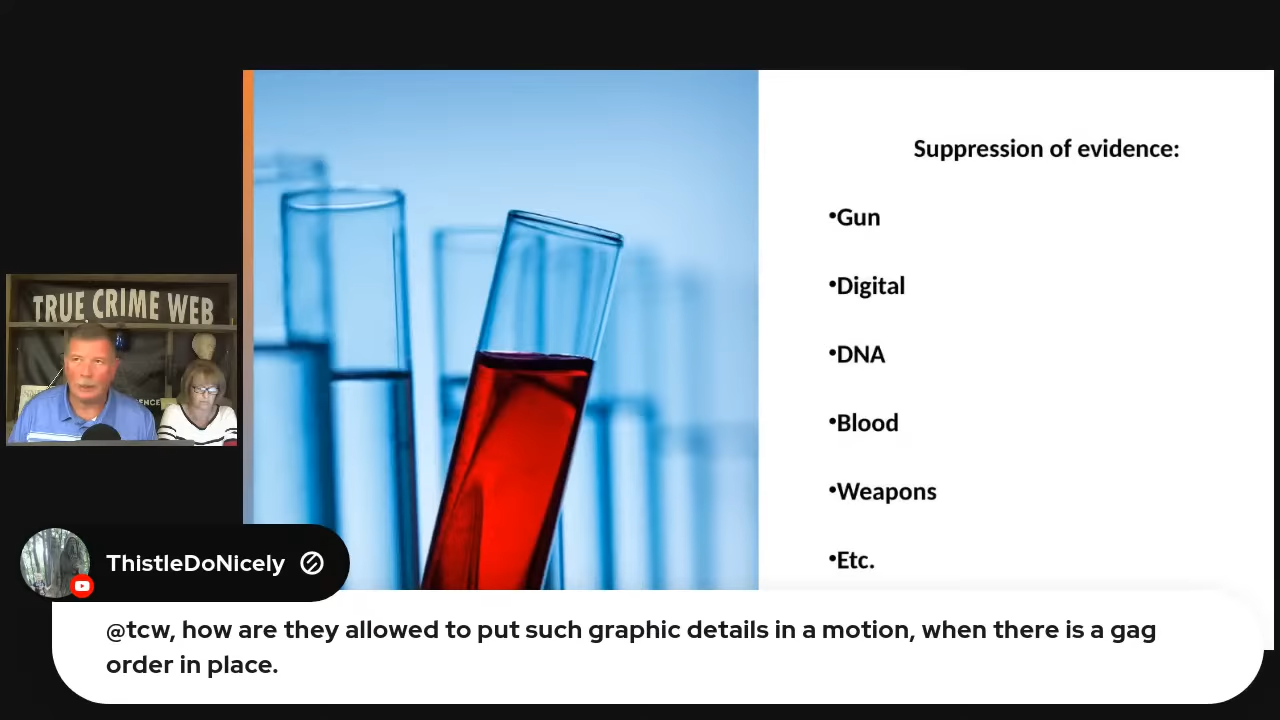 TRUE CRIME WEB
Suppression of evidence:
•Gun
•Digital
•DNA
•Blood
•Weapons
•Etc.
ThistleDoNicely
@tcw, how are they allowed to put such graphic details in a motion, when there is a gag
order in place.